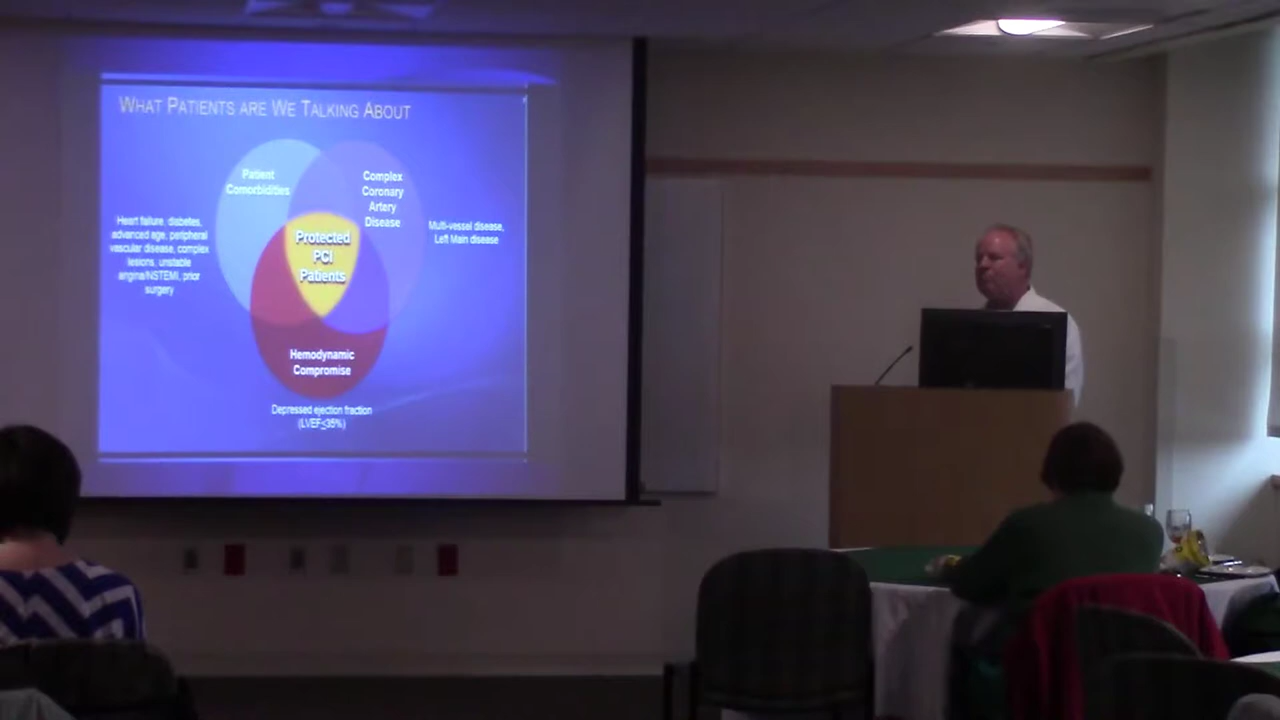 WHAT PATIENTS ARE WE TALKING ABOUT
Patient
Comorbidities
Complex
Coronary
Artery
Disease
Heart failure, diabetes,
advanced age, peripheral
vascular disease, complex
lesions, unstable
angina/NSTEMI, prior
surgery
Multi-vessel disease,
Left Main disease
Protected
PCI
Patients
Hemodynamic
Compromise
Depressed ejection fraction
(LVEF≤35%)